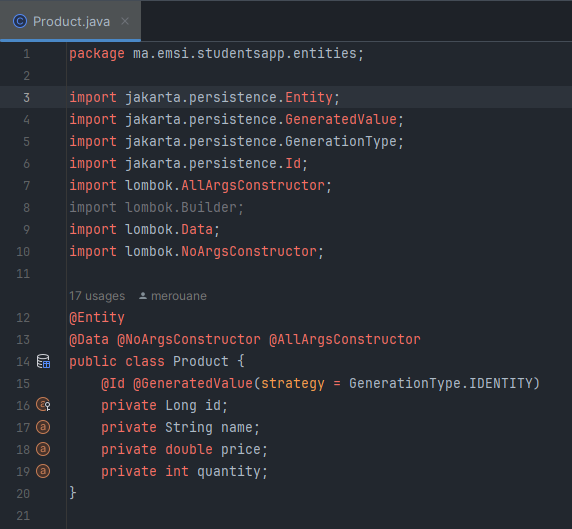 Product.java
1 package ma.emsi.studentsapp.entities;
2
3 import jakarta.persistence.Entity;
4 import jakarta.persistence.GeneratedValue;
5 import jakarta.persistence.GenerationType;
6 import jakarta.persistence.Id;
7 import lombok.AllArgsConstructor;
8 import lombok.Builder;
9 import lombok.Data;
10 import lombok.NoArgsConstructor;
11
17 usages merouane
12 @Entity
13 @Data @NoArgsConstructor @AllArgsConstructor
14 public class Product {
15 @Id @GeneratedValue(strategy = GenerationType.IDENTITY)
16 private Long id;
17 private String name;
18 private double price;
19 private int quantity;
20 }
21